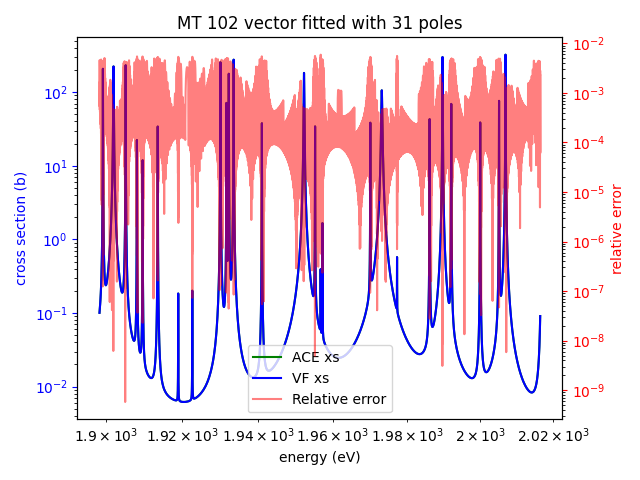 MT 102 vector fitted with 31 poles
10²
10¹
10⁰
10⁻¹
10⁻²
cross section (b)
10⁻²
10⁻³
10⁻⁴
10⁻⁵
10⁻⁶
10⁻⁷
10⁻⁸
10⁻⁹
relative error
ACE xs
VF xs
Relative error
1.9 × 10³ 1.92 × 10³ 1.94 × 10³ 1.96 × 10³ 1.98 × 10³ 2 × 10³ 2.02 × 10³
energy (eV)